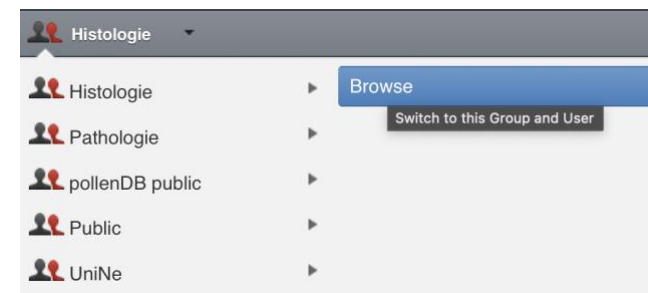 Histologie
Histologie
Browse
Switch to this Group and User
Pathologie
pollenDB public
Public
UniNe